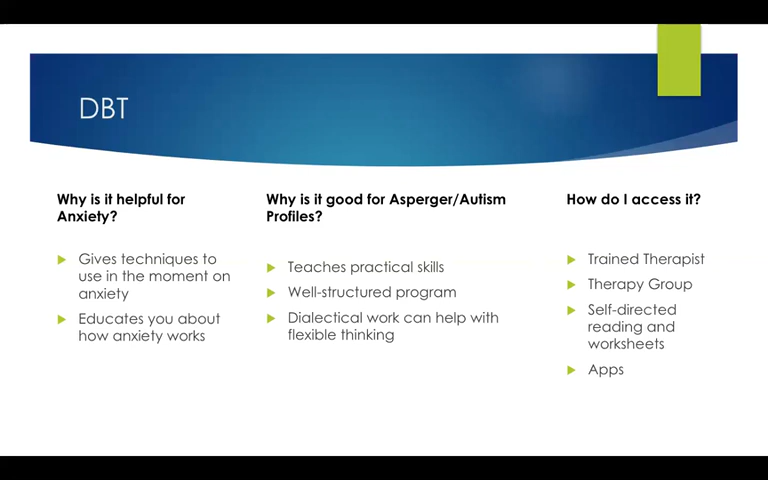 DBT
Why is it helpful for
Anxiety?
Gives techniques to
use in the moment on
anxiety
Educates you about
how anxiety works
Why is it good for Asperger/Autism
Profiles?
Teaches practical skills
Well-structured program
Dialectical work can help with
flexible thinking
How do I access it?
Trained Therapist
Therapy Group
Self-directed
reading and
worksheets
Apps